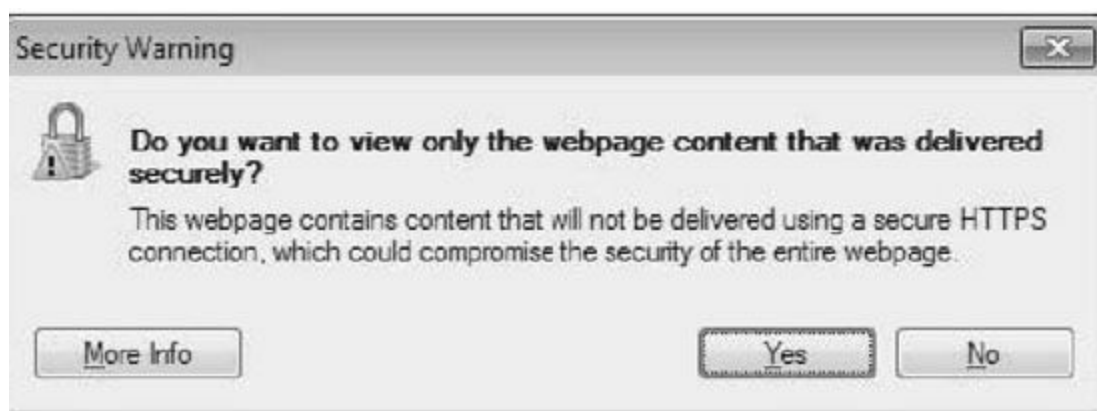 Security Warning
Do you want to view only the webpage content that was delivered
securely?
This webpage contains content that will not be delivered using a secure HTTPS
connection, which could compromise the security of the entire webpage.
More Info
Yes
No